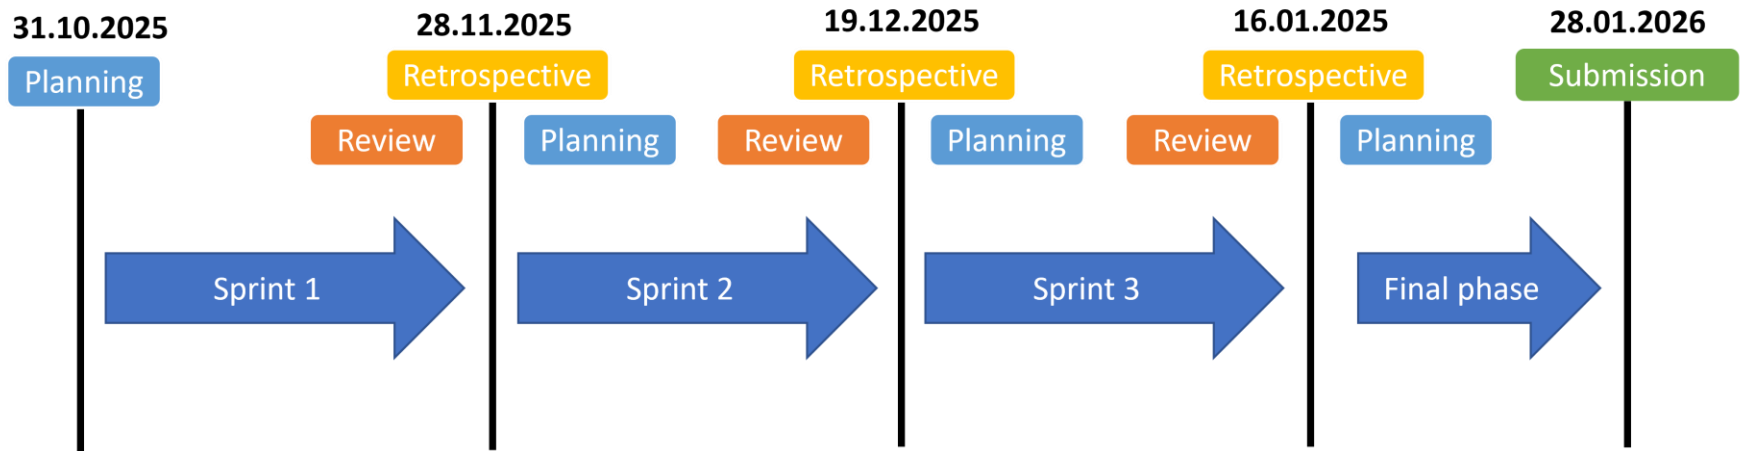 31.10.2025
28.11.2025
19.12.2025
16.01.2025
28.01.2026
Planning
Retrospective
Retrospective
Retrospective
Submission
Review
Planning
Review
Planning
Review
Planning
Sprint 1
Sprint 2
Sprint 3
Final phase